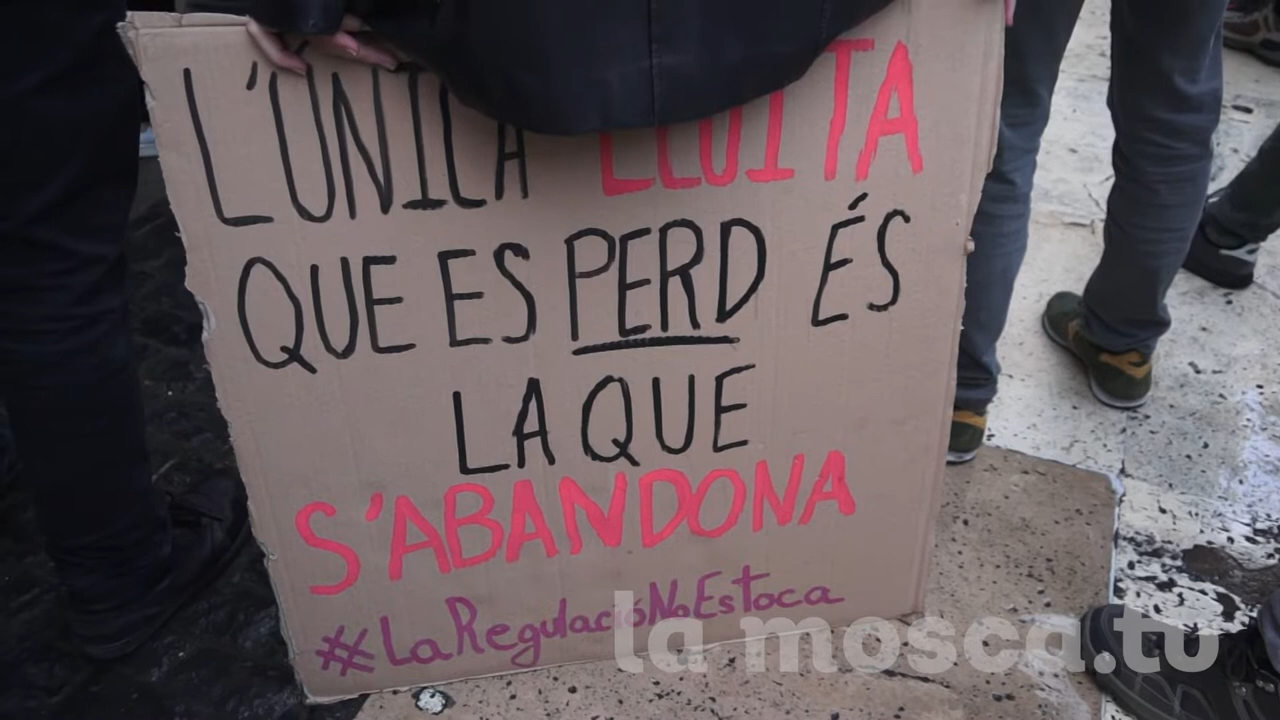 L'ÚNICA LLUITA
QUE ES PERD ÉS
LA QUE
S'ABANDONA
#LaRegulacióNoEsToca
la mosca.tv